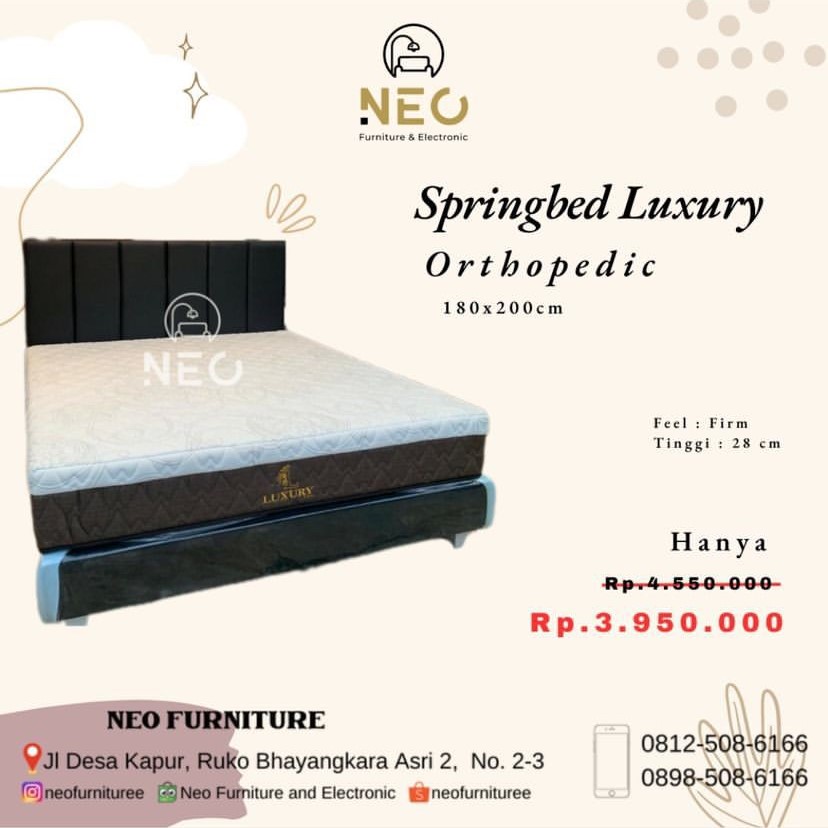 NEO
Furniture & Electronic
Springbed Luxury
Orthopedic
180x200cm
NEO
LUXURY
Feel : Firm
Tinggi : 28 cm
Hanya
Rp.4.550.000
Rp.3.950.000
NEO FURNITURE
Jl Desa Kapur, Ruko Bhayangkara Asri 2, No. 2-3
neofurnituree Neo Furniture and Electronic neofurnituree
0812-508-6166
0898-508-6166